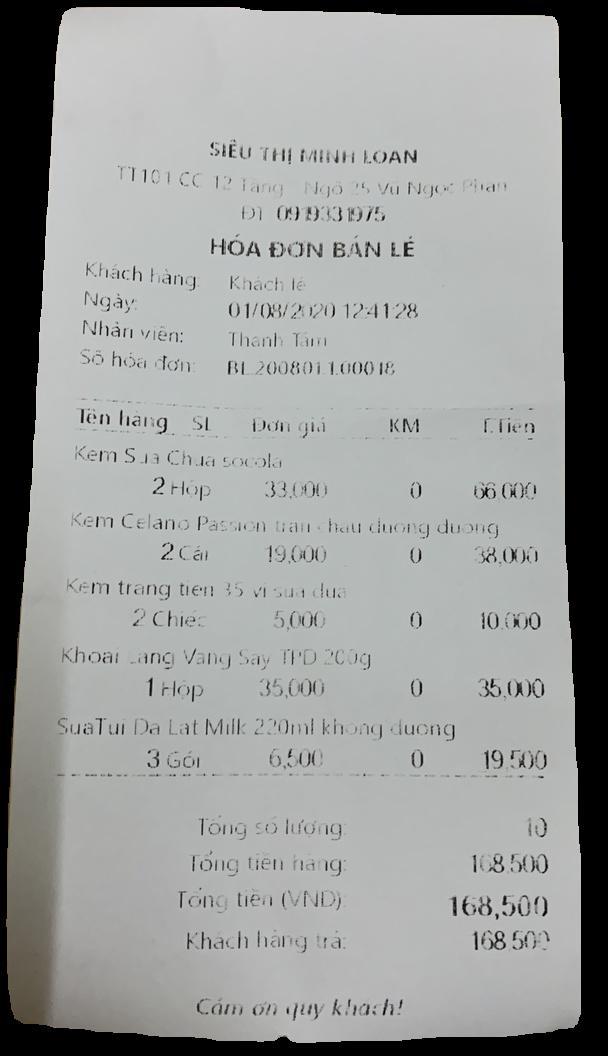 SIÊU THỊ MINH LOAN
TT101 CC 12 Tầng Ngõ 25 Vũ Ngọc Phan
ĐT 0919331975
HÓA ĐƠN BÁN LẺ
Khách hàng: Khách lẻ
Ngày: 01/08/2020 12:41:28
Nhân viên: Thanh Tâm
Số hóa đơn: BL2008011.00018
Tên hàng SL Đơn giá KM T.Tiền
Kem Sua Chua socola
2 Hộp 33,000 0 66,000
Kem Celano Passion tran chau duong duong
2 Cái 19,000 0 38,000
Kem trang tien 35 vi sua dua
2 Chiếc 5,000 0 10,000
Khoai Lang Vang Say TPD 200g
1 Hộp 35,000 0 35,000
SuaTui Da Lat Milk 220ml khong duong
3 Gói 6,500 0 19,500
Tổng số lượng: 10
Tổng tiền hàng: 168,500
Tổng tiền (VND): 168,500
Khách hàng trả: 168,500
Cám ơn quy khách!